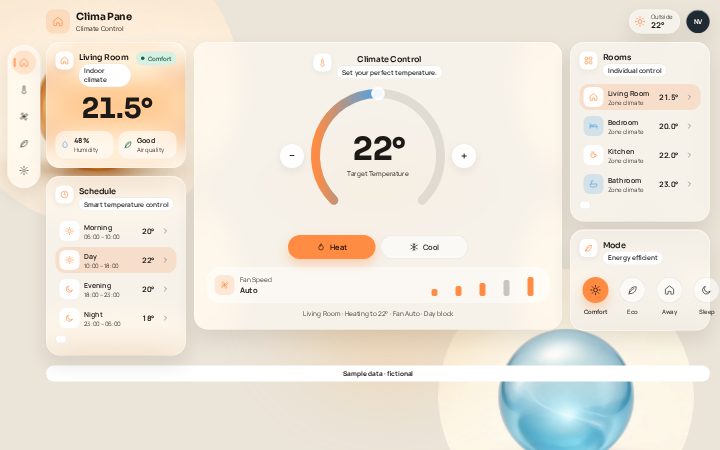 Clima Pane
Climate Control
Outside
22°
NV
Living Room
Comfort
Indoor
climate
21.5°
48%
Humidity
Good
Air quality
Schedule
Smart temperature control
Morning
06:00 – 10:00
20°
Day
10:00 – 18:00
22°
Evening
18:00 – 23:00
20°
Night
23:00 – 06:00
18°
Climate Control
Set your perfect temperature.
22°
Target Temperature
−
+
Heat
Cool
Fan Speed
Auto
Living Room · Heating to 22° · Fan Auto · Day block
Rooms
Individual control
Living Room
Zone climate
21.5°
Bedroom
Zone climate
20.0°
Kitchen
Zone climate
22.0°
Bathroom
Zone climate
23.0°
Mode
Energy efficient
Comfort
Eco
Away
Sleep
Sample data · fictional